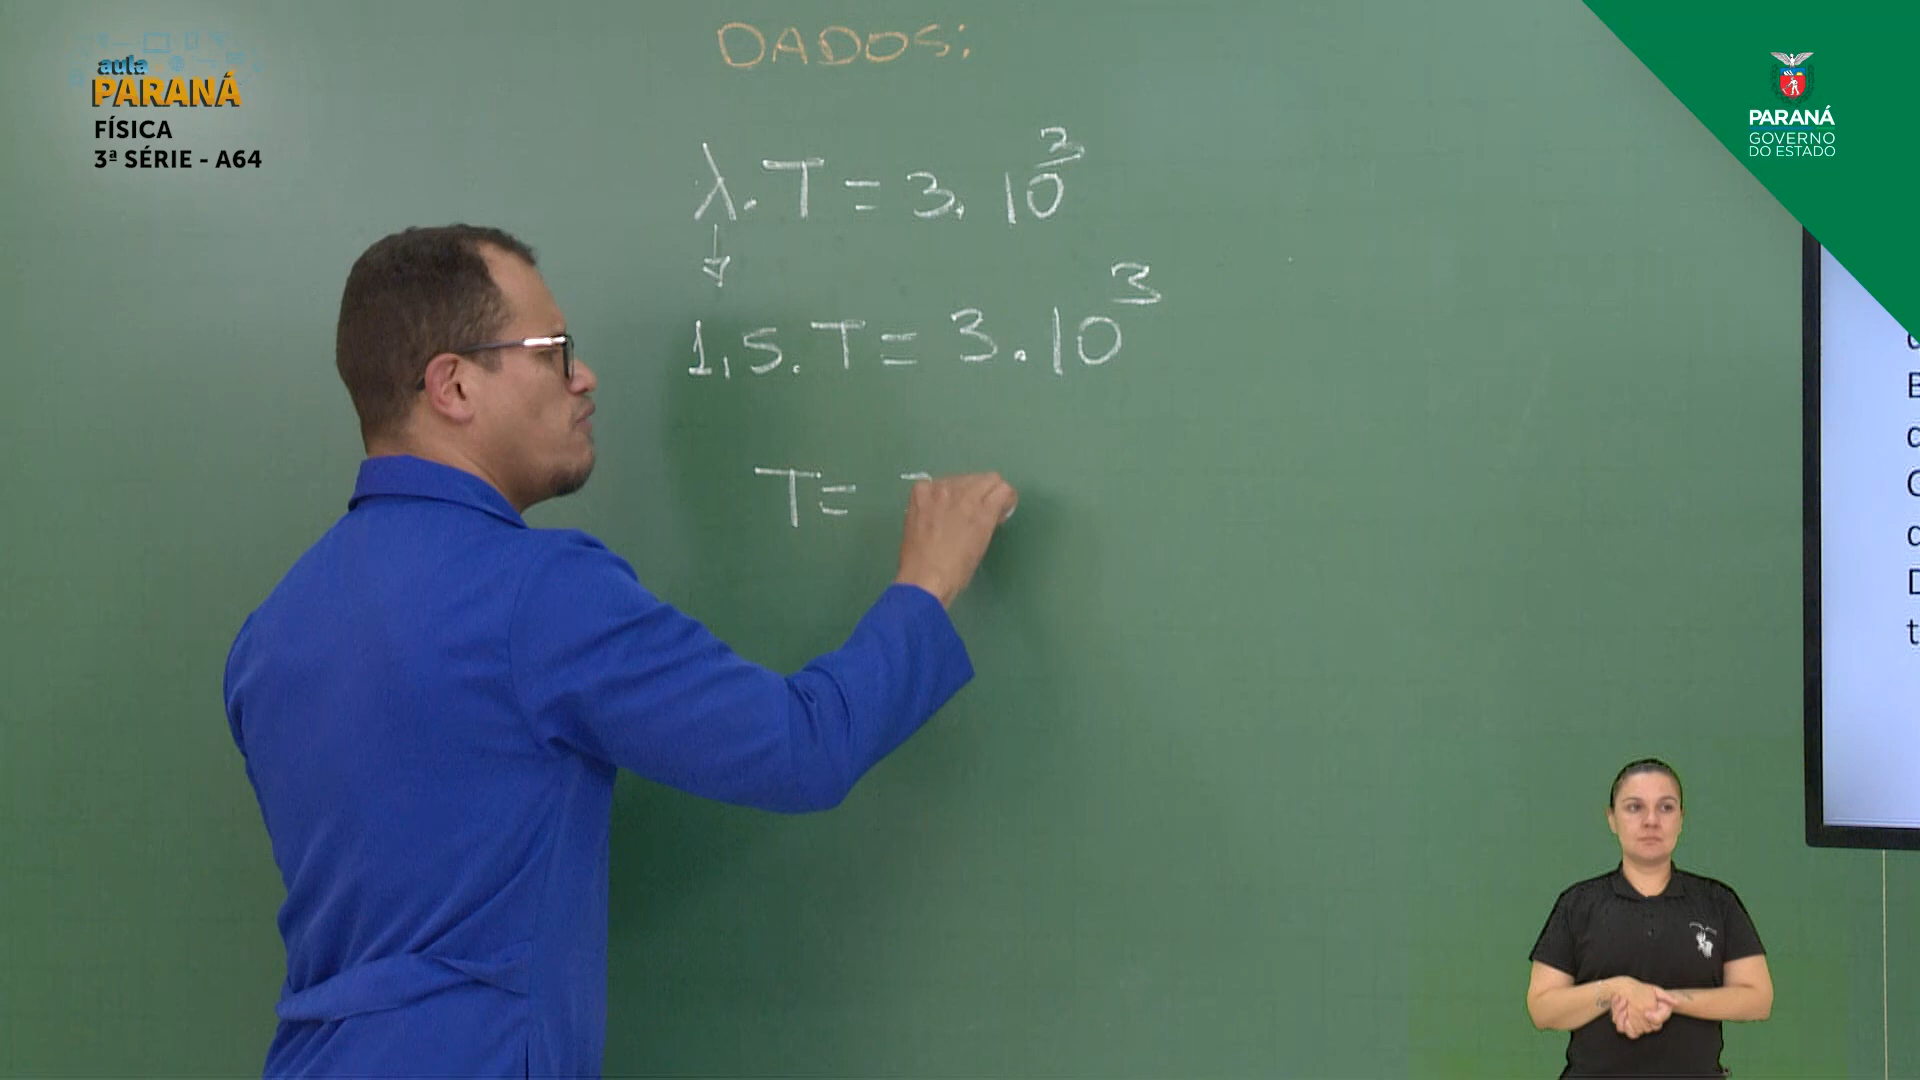 aula
PARANÁ
FÍSICA
3ª SÉRIE - A64
DADOS:
λ.T=3.10³
1,5.T=3.10³
T=
PARANÁ
GOVERNO
DO ESTADO